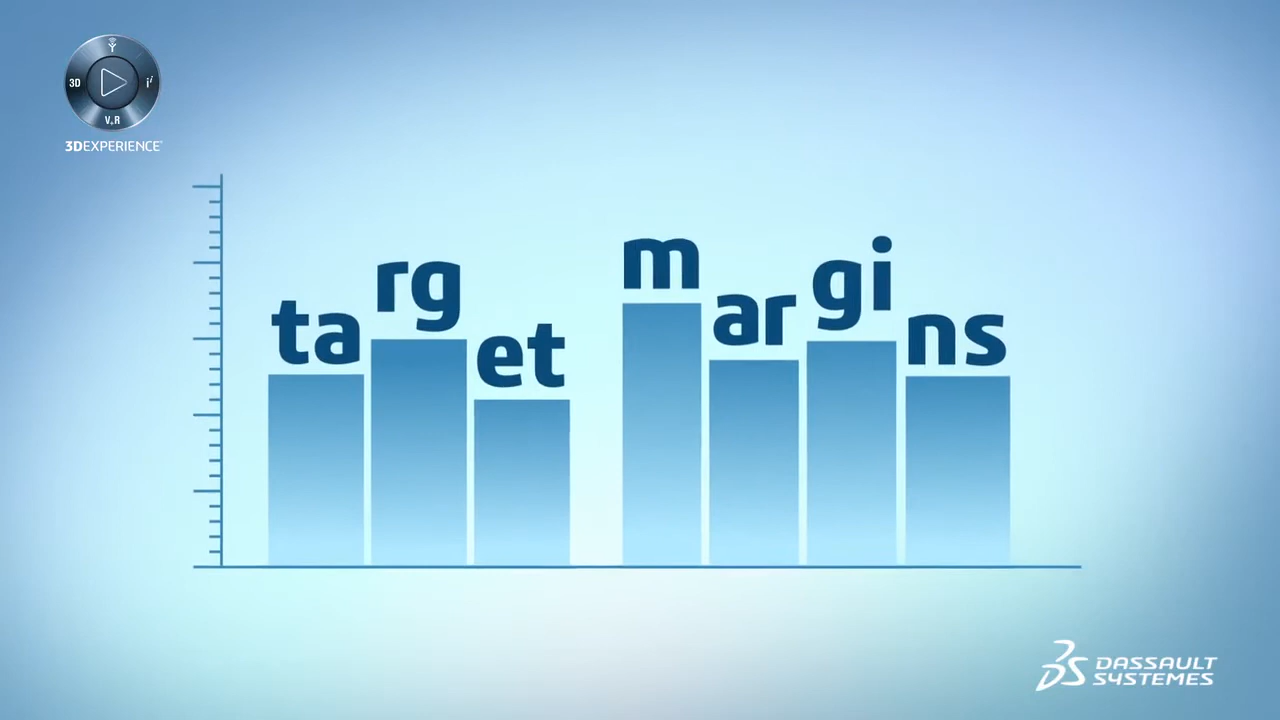 3D
i
V,R
3DEXPERIENCE
target margins
DASSAULT
SYSTEMES